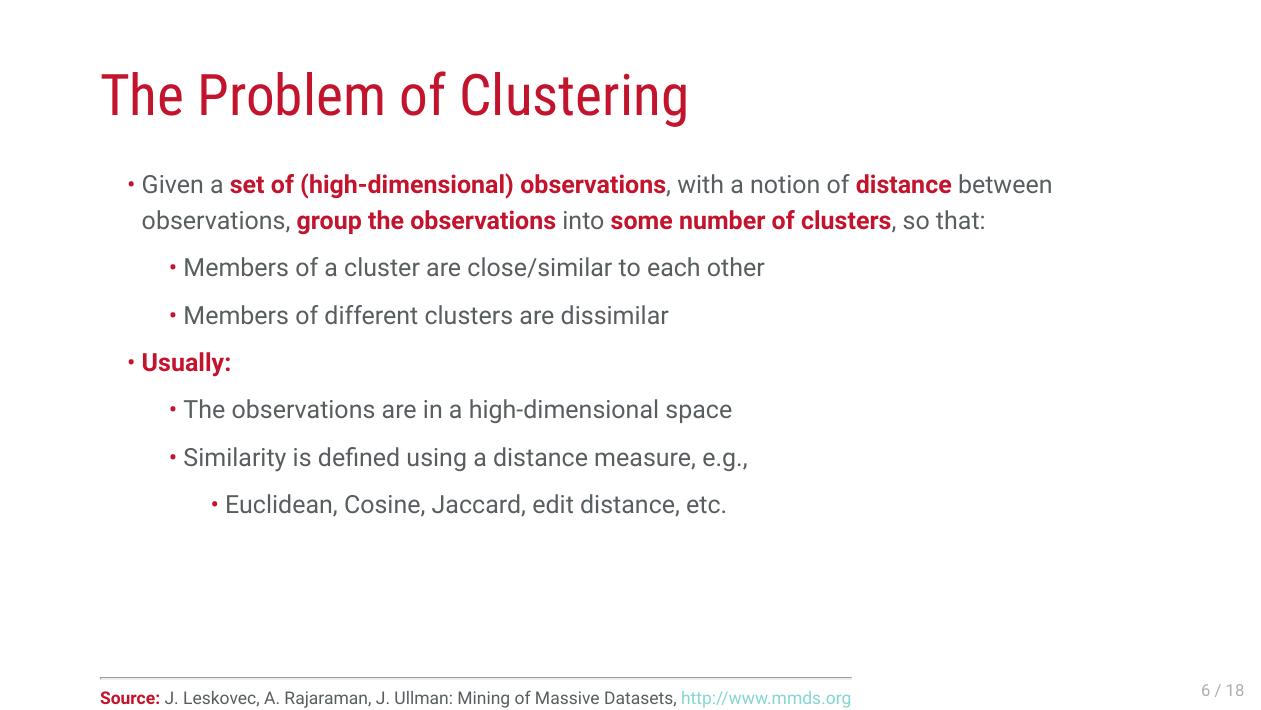 The Problem of Clustering
• Given a set of (high-dimensional) observations, with a notion of distance between
observations, group the observations into some number of clusters, so that:
• Members of a cluster are close/similar to each other
• Members of different clusters are dissimilar
• Usually:
• The observations are in a high-dimensional space
• Similarity is defined using a distance measure, e.g.,
• Euclidean, Cosine, Jaccard, edit distance, etc.
Source: J. Leskovec, A. Rajaraman, J. Ullman: Mining of Massive Datasets, http://www.mmds.org
6 / 18